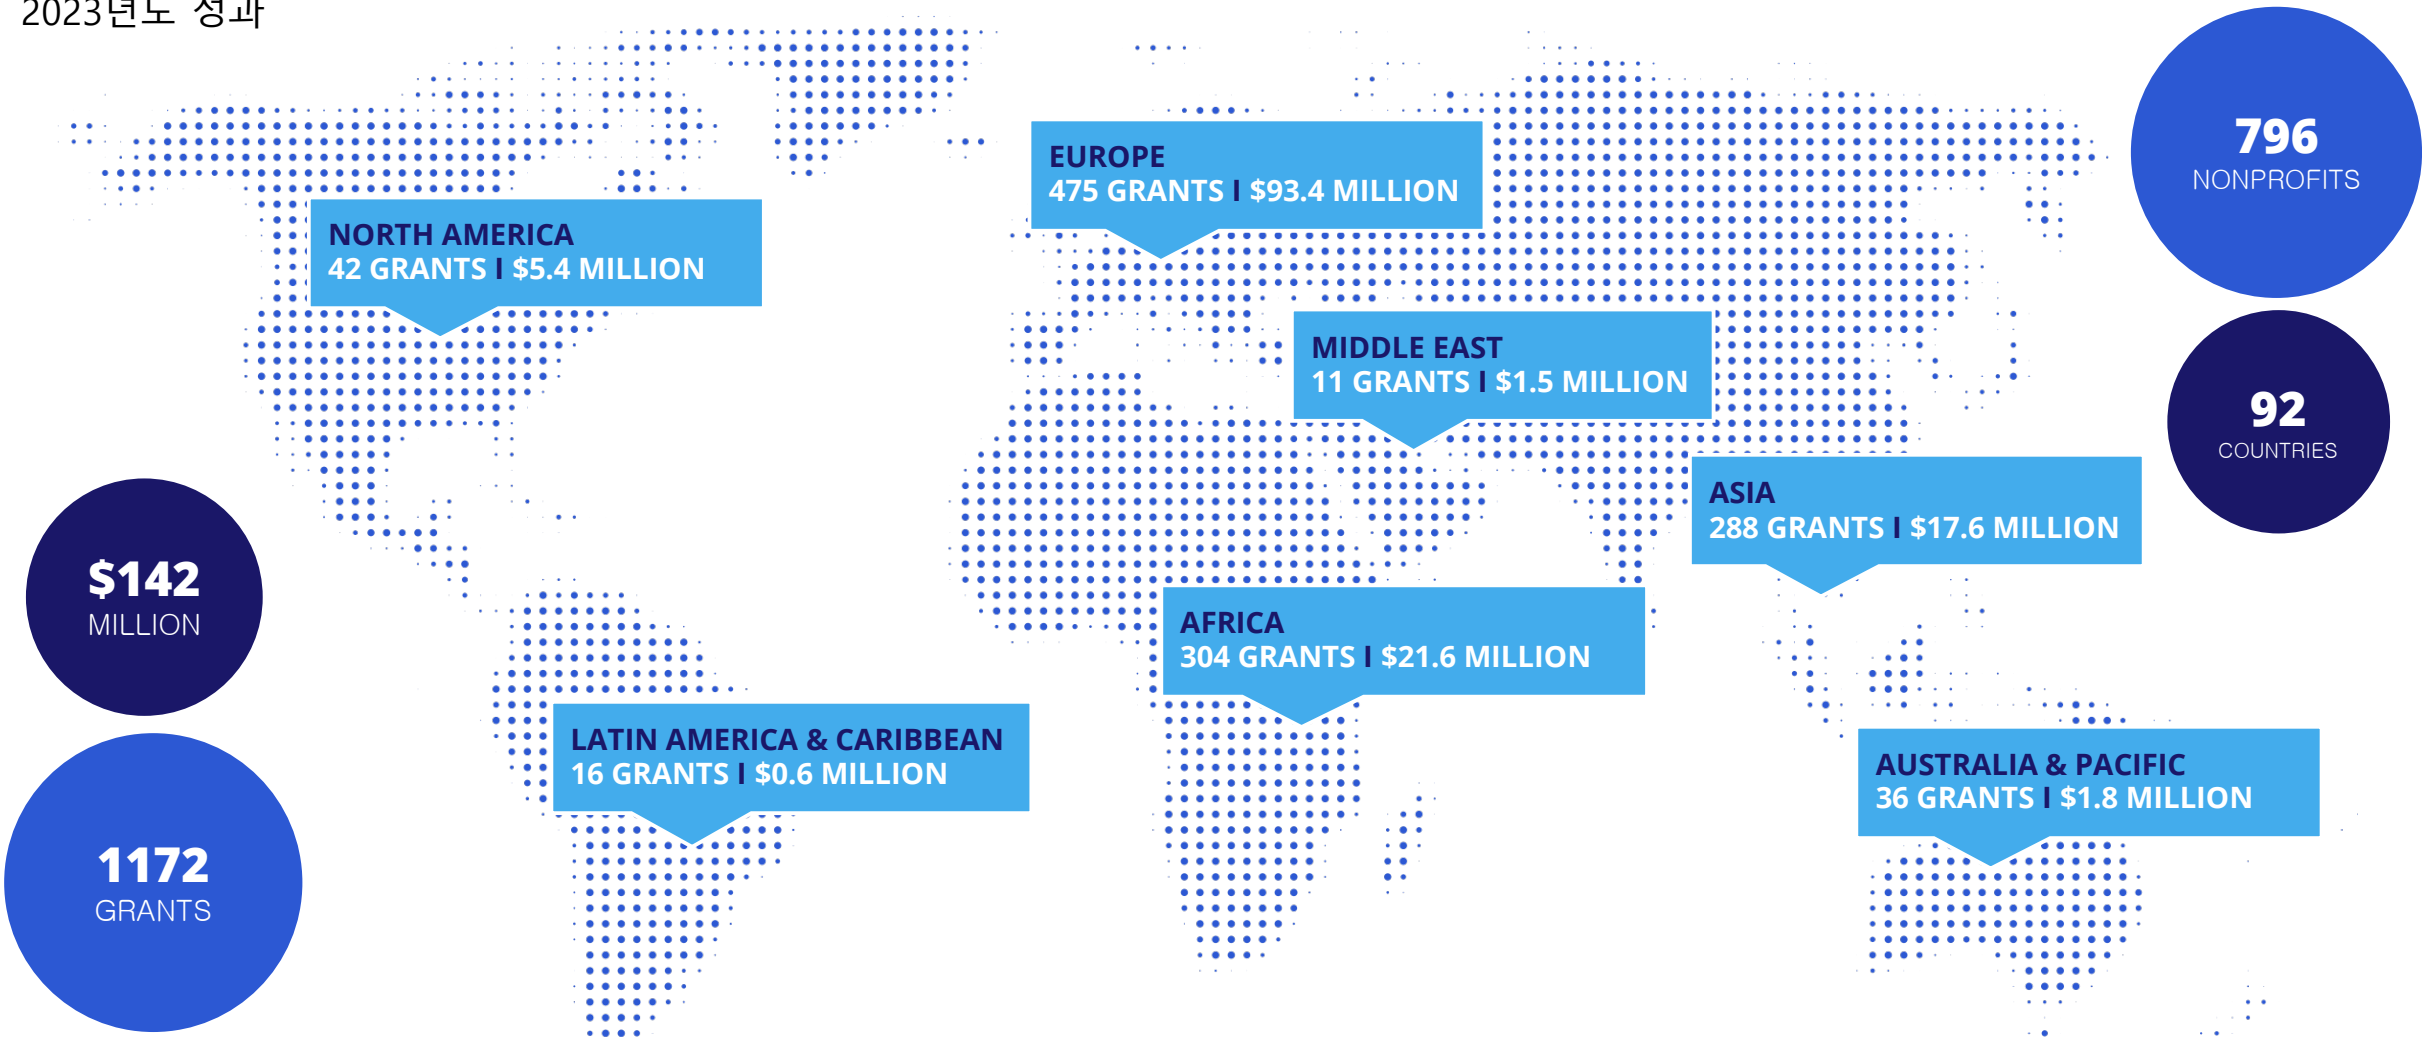 2023년도 성과
796
NONPROFITS
EUROPE
475 GRANTS I $93.4 MILLION
NORTH AMERICA
42 GRANTS I $5.4 MILLION
MIDDLE EAST
11 GRANTS I $1.5 MILLION
92
COUNTRIES
ASIA
288 GRANTS I $17.6 MILLION
$142
MILLION
AFRICA
304 GRANTS I $21.6 MILLION
LATIN AMERICA & CARIBBEAN
16 GRANTS I $0.6 MILLION
AUSTRALIA & PACIFIC
36 GRANTS I $1.8 MILLION
1172
GRANTS